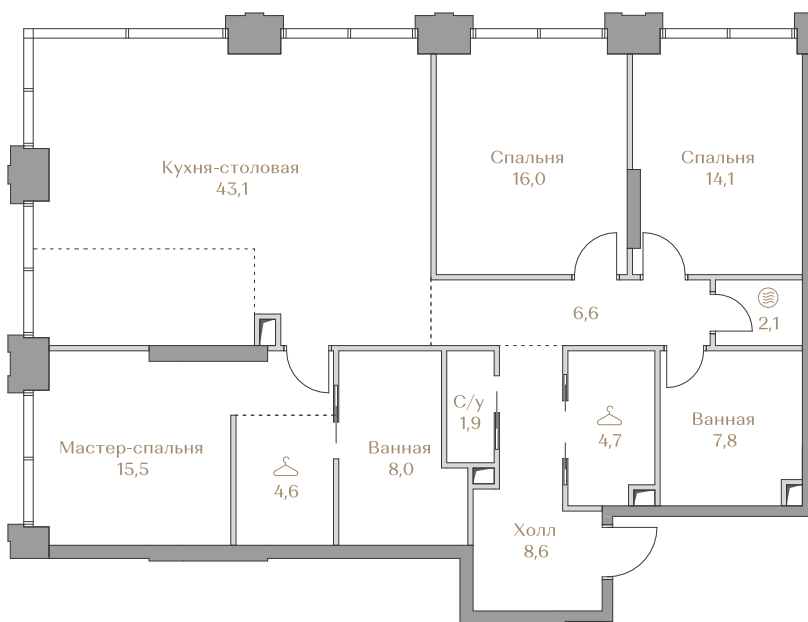 Кухня-столовая
43,1
Спальня
16,0
Спальня
14,1
6,6
2,1
Мастер-спальня
15,5
4,6
Ванная
8,0
С/у
1,9
4,7
Ванная
7,8
Холл
8,6